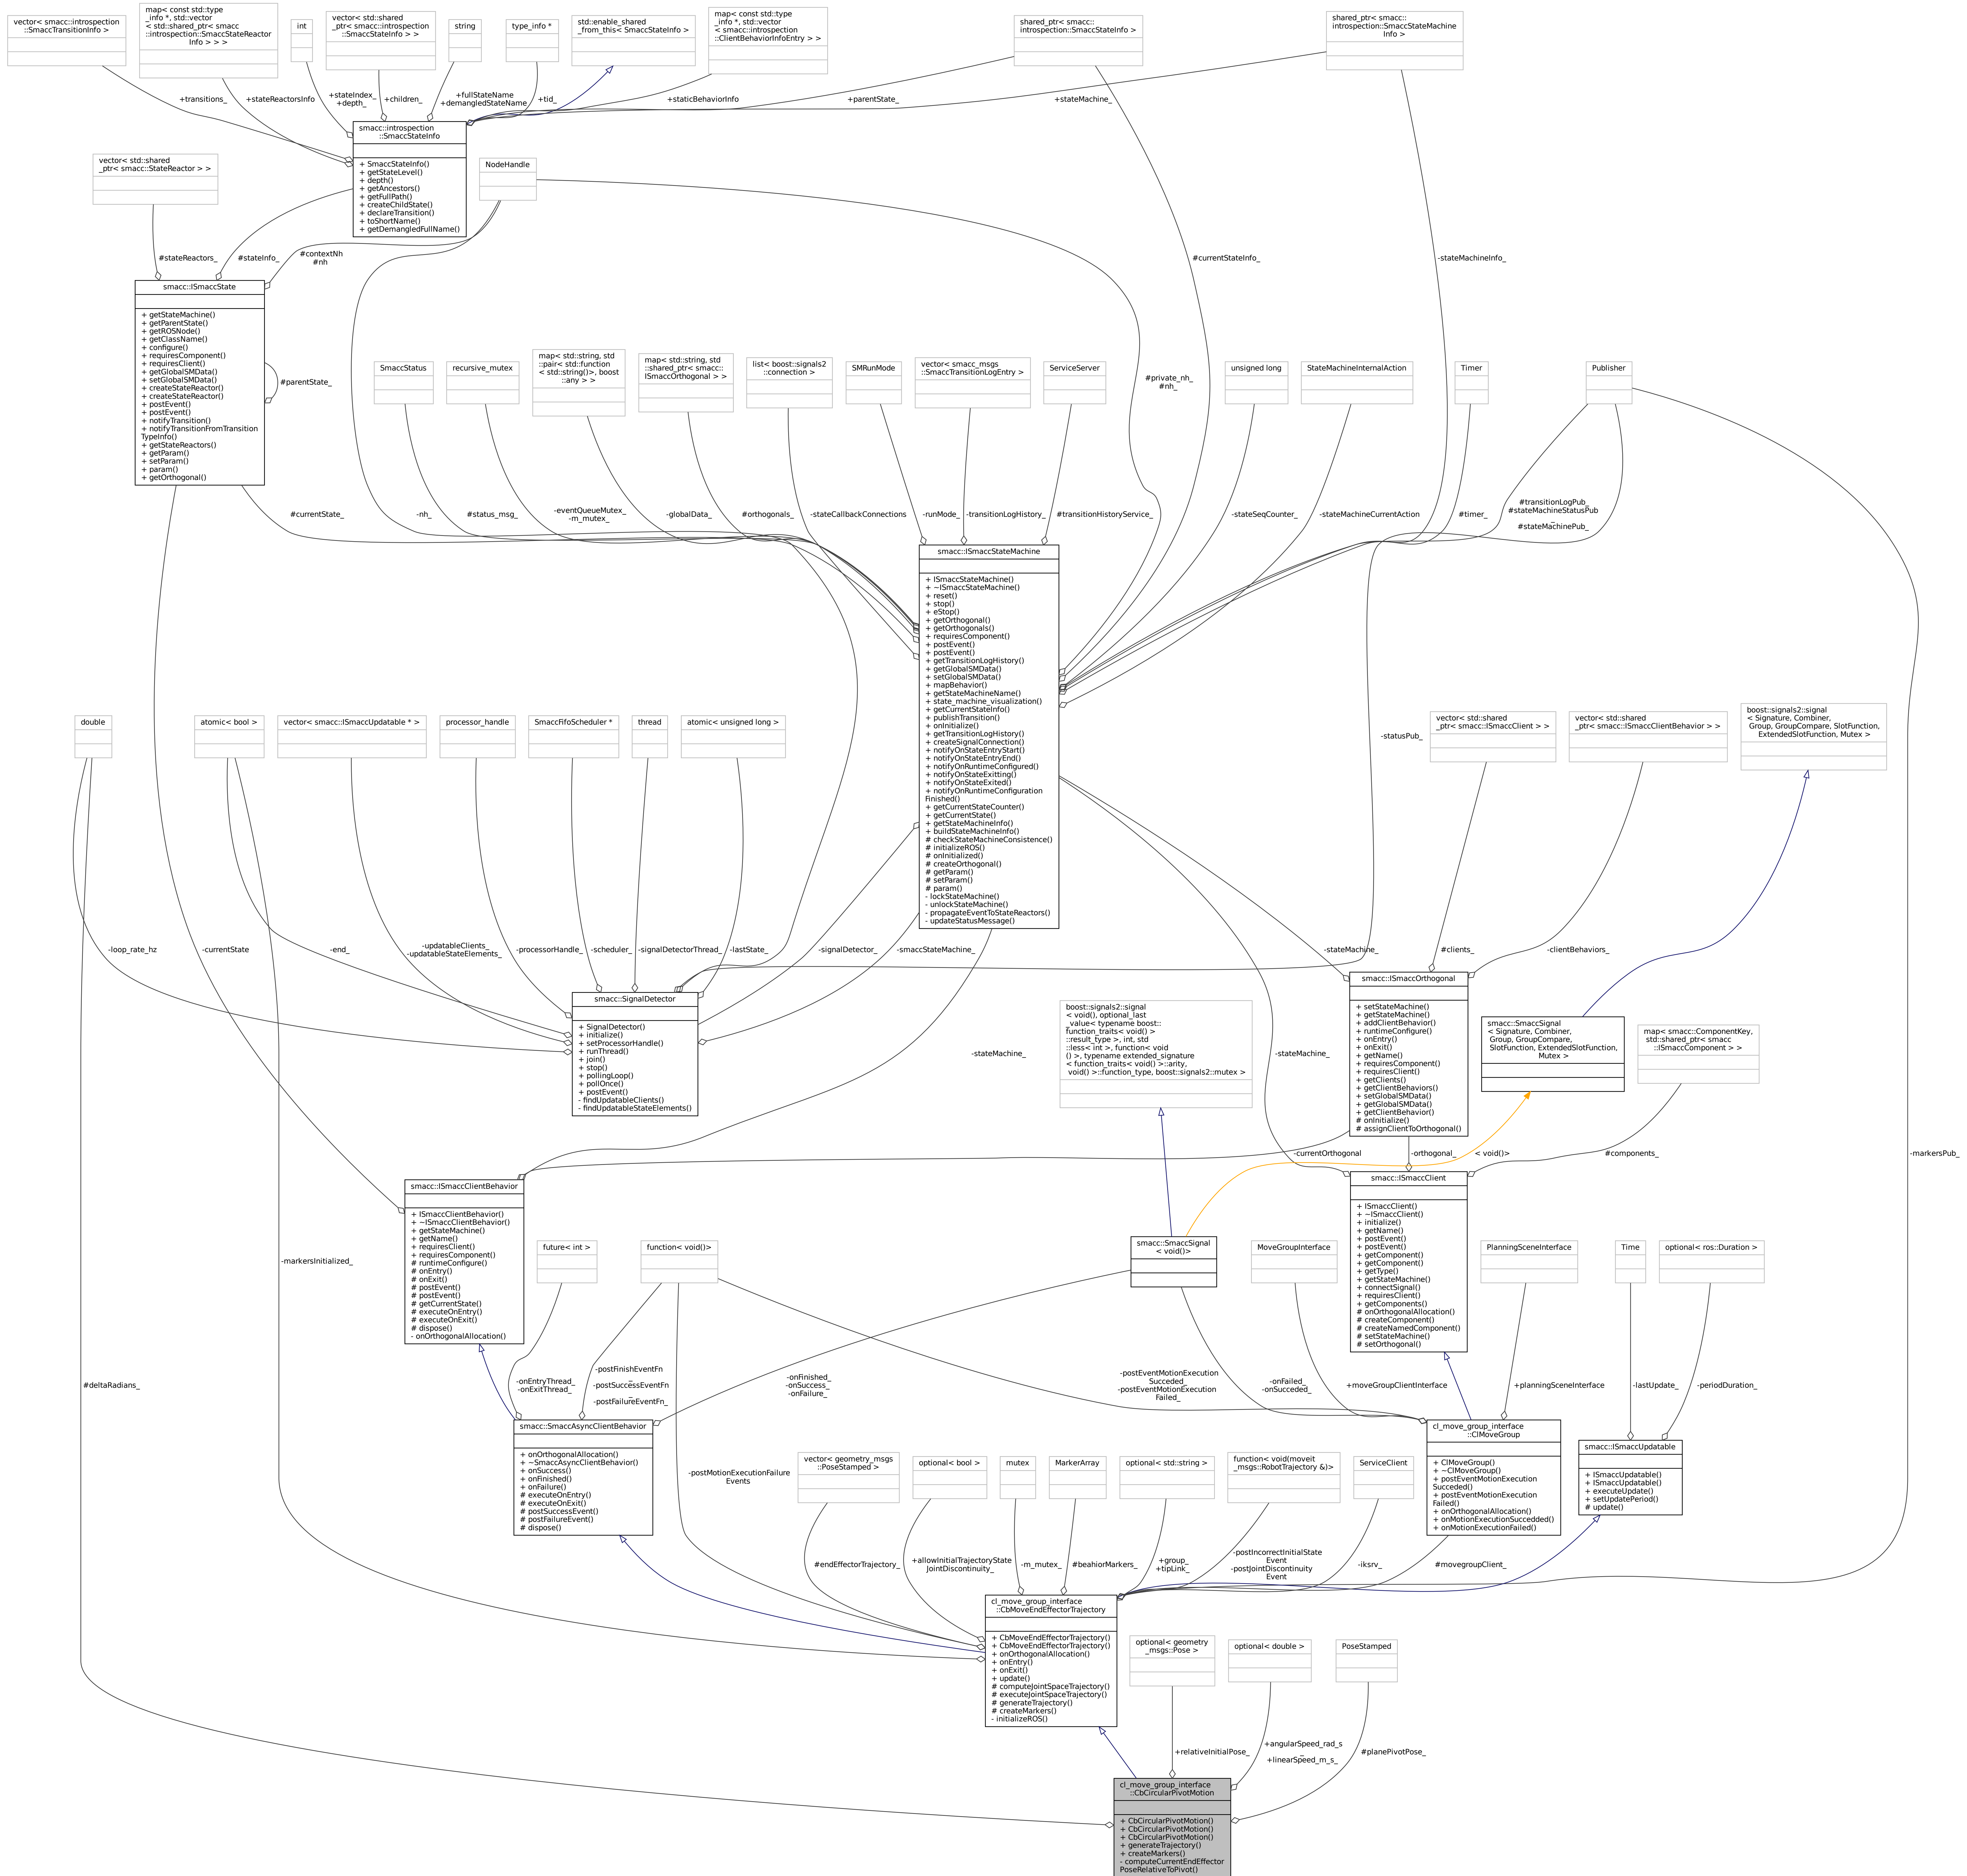 vector< smacc::introspection
::SmaccTransitionInfo >
map< const std::type
_info *, std::vector
< std::shared_ptr< smacc
::introspection::SmaccStateReactor
Info > > >
int
vector< std::shared
_ptr< smacc::introspection
::SmaccStateInfo > >
string
type_info *
std::enable_shared
_from_this< SmaccStateInfo >
map< const std::type
_info *, std::vector
< smacc::introspection
::ClientBehaviorInfoEntry > >
shared_ptr< smacc::
introspection::SmaccStateInfo >
shared_ptr< smacc::
introspection::SmaccStateMachine
Info >
+transitions_
+stateReactorsInfo
+stateIndex_
+depth_
+children_
+fullStateName
+demangledStateName
+tid_
+staticBehaviorInfo
+parentState_
+stateMachine_
smacc::introspection
::SmaccStateInfo
+ SmaccStateInfo()
+ getStateLevel()
+ depth()
+ getAncestors()
+ getFullPath()
+ createChildState()
+ declareTransition()
+ toShortName()
+ getDemangledFullName()
vector< std::shared
_ptr< smacc::StateReactor > >
NodeHandle
#stateReactors_
#stateInfo_
#contextNh
#nh
#currentStateInfo_
-stateMachineInfo_
smacc::ISmaccState
+ getStateMachine()
+ getParentState()
+ getROSNode()
+ getClassName()
+ configure()
+ requiresComponent()
+ requiresClient()
+ getGlobalSMData()
+ setGlobalSMData()
+ createStateReactor()
+ createStateReactor()
+ postEvent()
+ postEvent()
+ notifyTransition()
+ notifyTransitionFromTransition
TypeInfo()
+ getStateReactors()
+ getParam()
+ setParam()
+ param()
+ getOrthogonal()
#parentState_
SmaccStatus
recursive_mutex
map< std::string, std
::pair< std::function
< std::string()>, boost
::any > >
map< std::string, std
::shared_ptr< smacc::
ISmaccOrthogonal > >
list< boost::signals2
::connection >
SMRunMode
vector< smacc_msgs
::SmaccTransitionLogEntry >
ServiceServer
#private_nh_
#nh_
unsigned long
StateMachineInternalAction
Timer
Publisher
#currentState_
-nh_
#status_msg_
-eventQueueMutex_
-m_mutex_
-globalData_
#orthogonals_
-stateCallbackConnections
-runMode_
-transitionLogHistory_
#transitionHistoryService_
-stateSeqCounter_
-stateMachineCurrentAction
#timer_
#transitionLogPub_
#stateMachineStatusPub
_
#stateMachinePub_
smacc::ISmaccStateMachine
+ ISmaccStateMachine()
+ ~ISmaccStateMachine()
+ reset()
+ stop()
+ eStop()
+ getOrthogonal()
+ getOrthogonals()
+ requiresComponent()
+ postEvent()
+ postEvent()
+ getTransitionLogHistory()
+ getGlobalSMData()
+ setGlobalSMData()
+ mapBehavior()
+ getStateMachineName()
+ state_machine_visualization()
+ getCurrentStateInfo()
+ publishTransition()
+ onInitialize()
+ getTransitionLogHistory()
+ createSignalConnection()
+ notifyOnStateEntryStart()
+ notifyOnStateEntryEnd()
+ notifyOnRuntimeConfigured()
+ notifyOnStateExitting()
+ notifyOnStateExited()
+ notifyOnRuntimeConfiguration
Finished()
+ getCurrentStateCounter()
+ getCurrentState()
+ getStateMachineInfo()
+ buildStateMachineInfo()
# checkStateMachineConsistence()
# initializeROS()
# onInitialized()
# createOrthogonal()
# getParam()
# setParam()
# param()
- lockStateMachine()
- unlockStateMachine()
- propagateEventToStateReactors()
- updateStatusMessage()
double
atomic< bool >
vector< smacc::ISmaccUpdatable * >
processor_handle
SmaccFifoScheduler *
thread
atomic< unsigned long >
-statusPub_
vector< std::shared
_ptr< smacc::ISmaccClient > >
vector< std::shared
_ptr< smacc::ISmaccClientBehavior > >
boost::signals2::signal
< Signature, Combiner,
Group, GroupCompare, SlotFunction,
ExtendedSlotFunction, Mutex >
-loop_rate_hz
-currentState
-end_
-updatableClients_
-updatableStateElements_
-processorHandle_
-scheduler_
-signalDetectorThread_
-lastState_
-signalDetector_
-smaccStateMachine_
-stateMachine_
#clients_
-clientBehaviors_
smacc::SignalDetector
+ SignalDetector()
+ initialize()
+ setProcessorHandle()
+ runThread()
+ join()
+ stop()
+ pollingLoop()
+ pollOnce()
+ postEvent()
- findUpdatableClients()
- findUpdatableStateElements()
-stateMachine_
boost::signals2::signal
< void(), optional_last
_value< typename boost::
function_traits< void() >
::result_type >, int, std
::less< int >, function< void
() >, typename extended_signature
< function_traits< void() >::arity,
void() >::function_type, boost::signals2::mutex >
-stateMachine_
smacc::ISmaccOrthogonal
+ setStateMachine()
+ getStateMachine()
+ addClientBehavior()
+ runtimeConfigure()
+ onEntry()
+ onExit()
+ getName()
+ requiresComponent()
+ requiresClient()
+ getClients()
+ getClientBehaviors()
+ setGlobalSMData()
+ getGlobalSMData()
+ getClientBehavior()
# onInitialize()
# assignClientToOrthogonal()
smacc::SmaccSignal
< Signature, Combiner,
Group, GroupCompare,
SlotFunction, ExtendedSlotFunction,
Mutex >
map< smacc::ComponentKey,
std::shared_ptr< smacc
::ISmaccComponent > >
-currentOrthogonal
-orthogonal_
< void()>
#components_
-markersPub_
smacc::ISmaccClientBehavior
+ ISmaccClientBehavior()
+ ~ISmaccClientBehavior()
+ getStateMachine()
+ getName()
+ requiresClient()
+ requiresComponent()
# runtimeConfigure()
# onEntry()
# onExit()
# postEvent()
# postEvent()
# getCurrentState()
# executeOnEntry()
# executeOnExit()
# dispose()
- onOrthogonalAllocation()
smacc::ISmaccClient
+ ISmaccClient()
+ ~ISmaccClient()
+ initialize()
+ getName()
+ postEvent()
+ postEvent()
+ getComponent()
+ getComponent()
+ getType()
+ getStateMachine()
+ connectSignal()
+ requiresClient()
+ getComponents()
# onOrthogonalAllocation()
# createComponent()
# createNamedComponent()
# setStateMachine()
# setOrthogonal()
-markersInitialized_
future< int >
function< void()>
smacc::SmaccSignal
< void()>
MoveGroupInterface
PlanningSceneInterface
Time
optional< ros::Duration >
#deltaRadians_
-onEntryThread_
-onExitThread_
-postFinishEventFn
_
-postSuccessEventFn
_
-postFailureEventFn_
-onFinished_
-onSuccess_
-onFailure_
-postEventMotionExecution
Succeded_
-postEventMotionExecution
Failed_
-onFailed_
-onSucceded_
+moveGroupClientInterface
+planningSceneInterface
-lastUpdate_
-periodDuration_
smacc::SmaccAsyncClientBehavior
+ onOrthogonalAllocation()
+ ~SmaccAsyncClientBehavior()
+ onSuccess()
+ onFinished()
+ onFailure()
# executeOnEntry()
# executeOnExit()
# postSuccessEvent()
# postFailureEvent()
# dispose()
cl_move_group_interface
::ClMoveGroup
+ ClMoveGroup()
+ ~ClMoveGroup()
+ postEventMotionExecution
Succeded()
+ postEventMotionExecution
Failed()
+ onOrthogonalAllocation()
+ onMotionExecutionSuccedded()
+ onMotionExecutionFailed()
smacc::ISmaccUpdatable
+ ISmaccUpdatable()
+ ISmaccUpdatable()
+ executeUpdate()
+ setUpdatePeriod()
# update()
-postMotionExecutionFailure
Events
vector< geometry_msgs
::PoseStamped >
optional< bool >
mutex
MarkerArray
optional< std::string >
function< void(moveit
_msgs::RobotTrajectory &)>
ServiceClient
#endEffectorTrajectory_
+allowInitialTrajectoryState
JointDiscontinuity_
-m_mutex_
#beahiorMarkers_
+group_
+tipLink_
-postIncorrectInitialState
Event
-postJointDiscontinuity
Event
-iksrv_
#movegroupClient_
cl_move_group_interface
::CbMoveEndEffectorTrajectory
+ CbMoveEndEffectorTrajectory()
+ CbMoveEndEffectorTrajectory()
+ onOrthogonalAllocation()
+ onEntry()
+ onExit()
+ update()
# computeJointSpaceTrajectory()
# executeJointSpaceTrajectory()
# generateTrajectory()
# createMarkers()
- initializeROS()
optional< geometry
_msgs::Pose >
optional< double >
PoseStamped
+relativeInitialPose_
+angularSpeed_rad_s
_
+linearSpeed_m_s_
#planePivotPose_
cl_move_group_interface
::CbCircularPivotMotion
+ CbCircularPivotMotion()
+ CbCircularPivotMotion()
+ CbCircularPivotMotion()
+ generateTrajectory()
+ createMarkers()
- computeCurrentEndEffector
PoseRelativeToPivot()